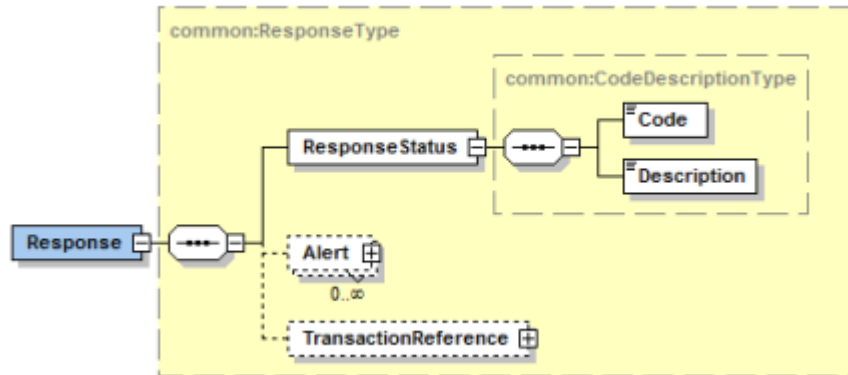 common:ResponseType
common:CodeDescriptionType
Code
ResponseStatus
Description
Response
Alert
0..∞
TransactionReference